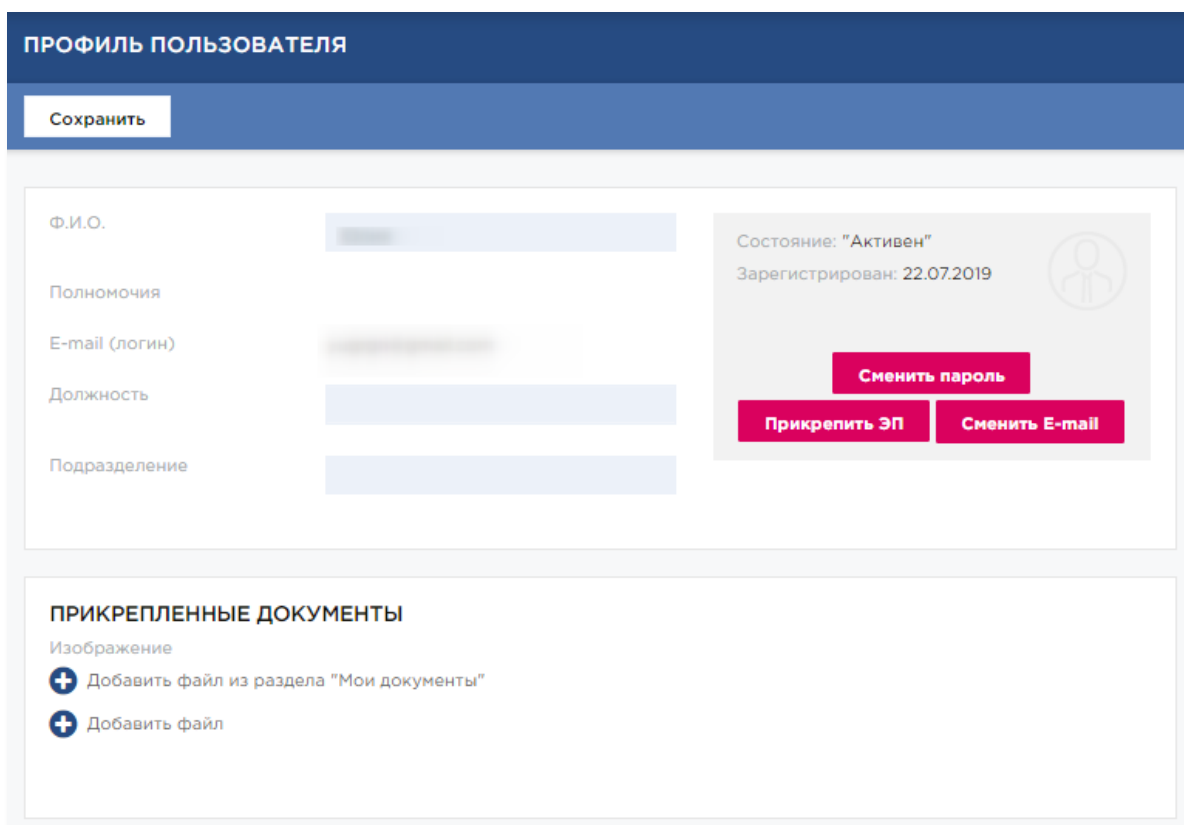 ПРОФИЛЬ ПОЛЬЗОВАТЕЛЯ
Сохранить
Ф.И.О.
Полномочия
E-mail (логин)
Должность
Подразделение
Состояние: "Активен"
Зарегистрирован: 22.07.2019
Сменить пароль
Прикрепить ЭП
Сменить E-mail
ПРИКРЕПЛЕННЫЕ ДОКУМЕНТЫ
Изображение
Добавить файл из раздела "Мои документы"
Добавить файл